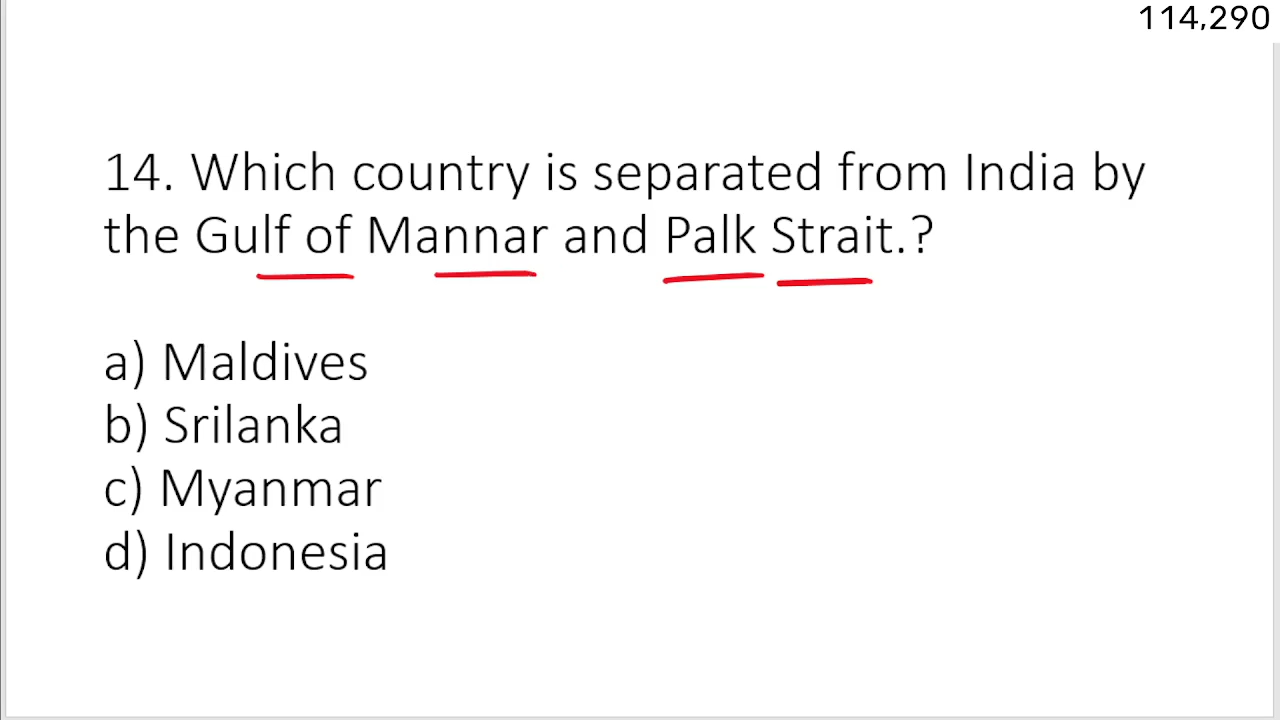 114,290
14. Which country is separated from India by
the Gulf of Mannar and Palk Strait.?
a) Maldives
b) Srilanka
c) Myanmar
d) Indonesia